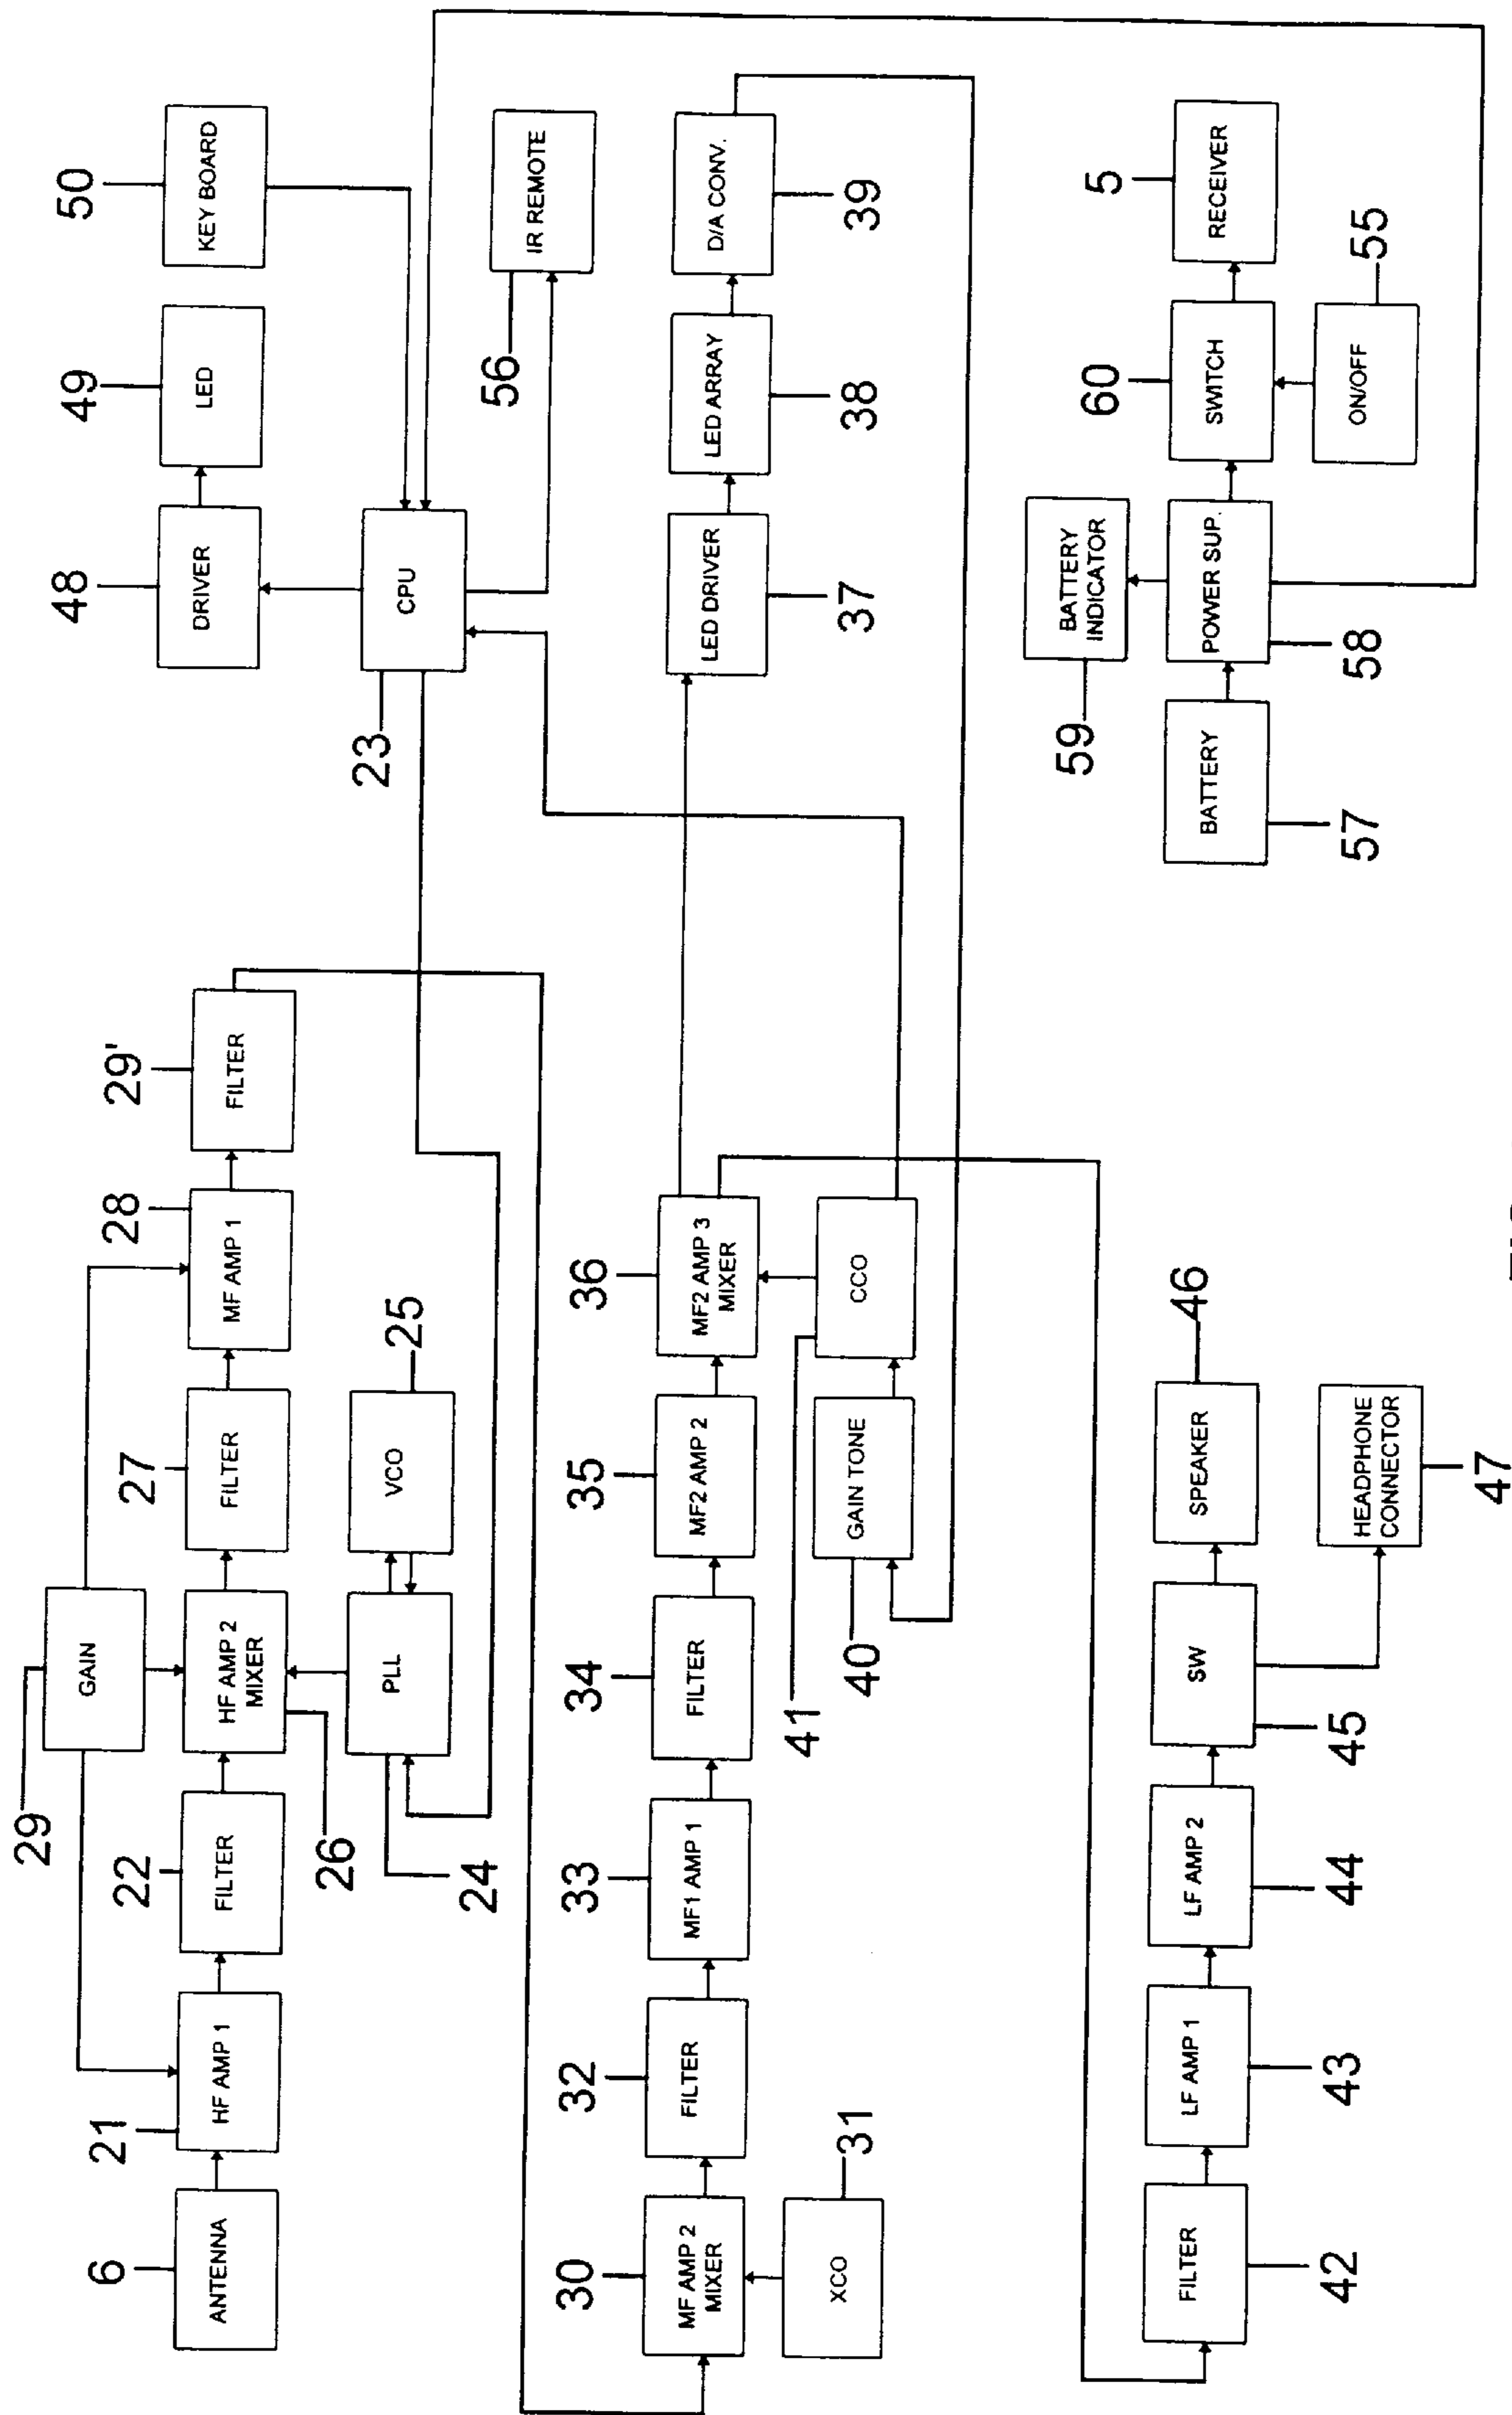 29
GAIN
6
ANTENNA
21
HF AMP 1
22
FILTER
26
HF AMP 2
MIXER
27
FILTER
28
MF AMP 1
29'
FILTER
24
PLL
25
VCO
48
DRIVER
49
LED
50
KEY BOARD
23
CPU
56
IR REMOTE
30
MF AMP 2
MIXER
31
XCO
32
FILTER
33
MF1 AMP 1
34
FILTER
35
MF2 AMP 2
36
MF2 AMP 3
MIXER
40
GAIN TONE
41
CCO
37
LED DRIVER
38
LED ARRAY
39
D/A CONV.
42
FILTER
43
LF AMP 1
44
LF AMP 2
45
SW
46
SPEAKER
47
HEADPHONE
CONNECTOR
59
BATTERY
INDICATOR
57
BATTERY
58
POWER SUP.
60
SWITCH
5
RECEIVER
55
ON/OFF